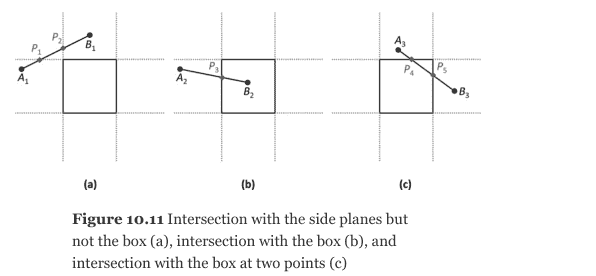 A₁ P₁ P₂ B₁ A₂ P₃ B₂ A₃ P₄ P₅ B₃
(a) (b) (c)
Figure 10.11 Intersection with the side planes but
not the box (a), intersection with the box (b), and
intersection with the box at two points (c)